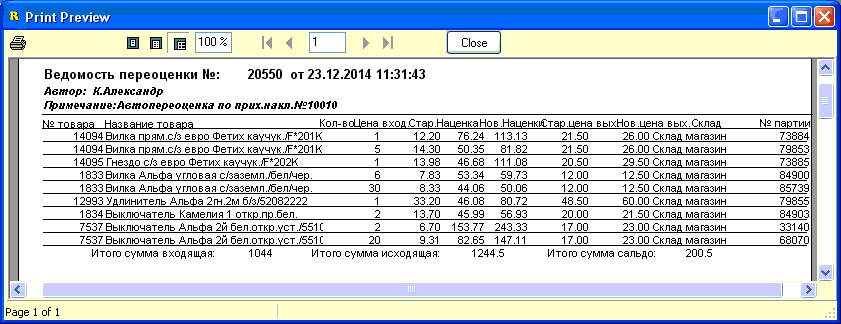 Print Preview
100 % 1 Close
Ведомость переоценки №: 20550 от 23.12.2014 11:31:43
Автор: К.Александр
Примечание:Автопереоценка по прих.накл.№10010
№ товара Название товара Кол-во Цена вход. Стар.Наценка Нов.Наценки Стар.цена вых Нов.цена вых. Склад № партии
14094 Вилка прям.с/з евро Фетих каучук./F*201К 1 12.20 76.24 113.13 21.50 26.00 Склад магазин 73884
14094 Вилка прям.с/з евро Фетих каучук./F*201К 5 14.30 50.35 81.82 21.50 26.00 Склад магазин 79853
14095 Гнездо с/з евро Фетих каучук./F*202К 1 13.98 46.68 111.08 20.50 29.50 Склад магазин 73885
1833 Вилка Альфа угловая с/заземл./бел/чер. 6 7.83 53.34 59.73 12.00 12.50 Склад магазин 84900
1833 Вилка Альфа угловая с/заземл./бел/чер. 30 8.33 44.06 50.06 12.00 12.50 Склад магазин 85739
12993 Удлинитель Альфа 2гн.2м б/з/52082222 1 33.20 46.08 80.72 48.50 60.00 Склад магазин 79855
1834 Выключатель Камелия 1 откр.пр.бел. 2 13.70 45.99 56.93 20.00 21.50 Склад магазин 84903
7537 Выключатель Альфа 2й бел.откр.уст./551( 2 6.70 153.77 243.33 17.00 23.00 Склад магазин 33140
7537 Выключатель Альфа 2й бел.откр.уст./551( 20 9.31 82.65 147.11 17.00 23.00 Склад магазин 68070
Итого сумма входящая: 1044 Итого сумма исходящая: 1244.5 Итого сумма сальдо: 200.5
Page 1 of 1